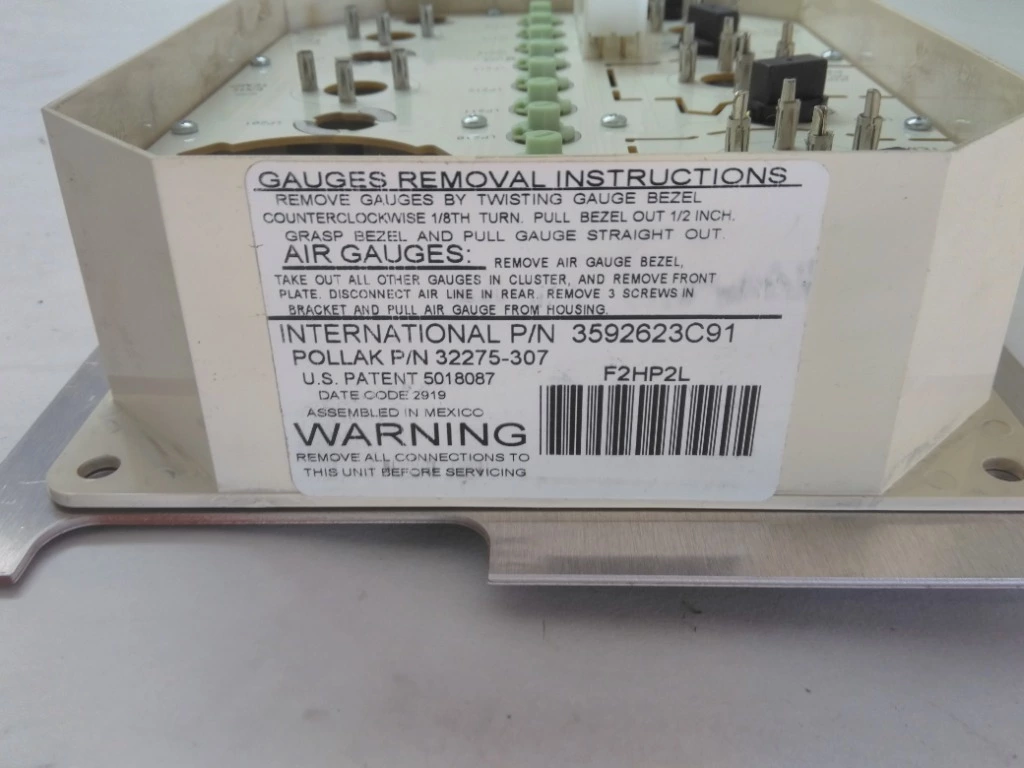 GAUGES REMOVAL INSTRUCTIONS
REMOVE GAUGES BY TWISTING GAUGE BEZEL
COUNTERCLOCKWISE 1/8TH TURN. PULL BEZEL OUT 1/2 INCH.
GRASP BEZEL AND PULL GAUGE STRAIGHT OUT.
AIR GAUGES: REMOVE AIR GAUGE BEZEL,
TAKE OUT ALL OTHER GAUGES IN CLUSTER, AND REMOVE FRONT
PLATE. DISCONNECT AIR LINE IN REAR. REMOVE 3 SCREWS IN
BRACKET AND PULL AIR GAUGE FROM HOUSING.
INTERNATIONAL P/N 3592623C91
POLLAK P/N 32275-307
U.S. PATENT 5018087
F2HP2L
DATE CODE 2919
ASSEMBLED IN MEXICO
WARNING
REMOVE ALL CONNECTIONS TO
THIS UNIT BEFORE SERVICING